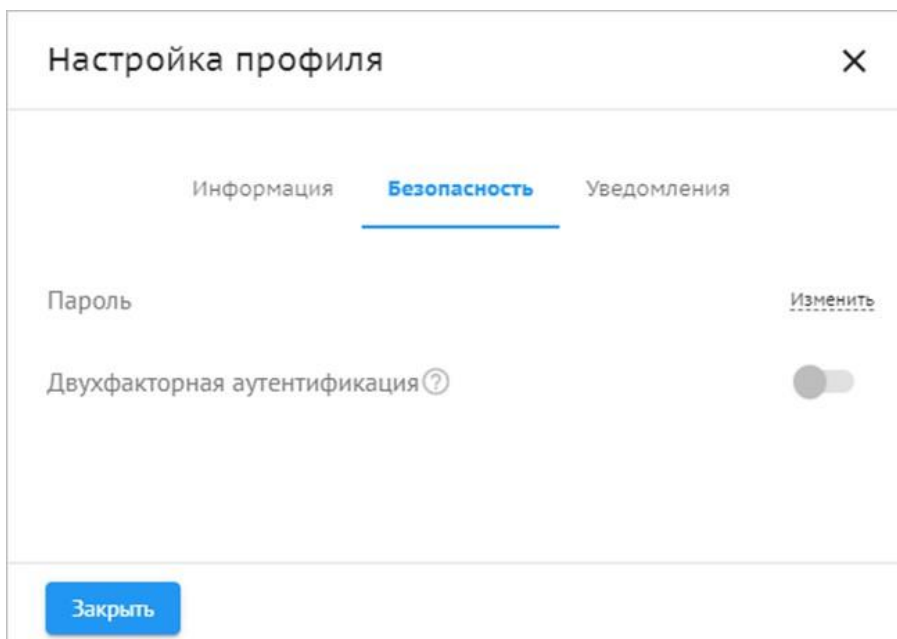 Настройка профиля
Информация Безопасность Уведомления
Пароль Изменить
Двухфакторная аутентификация
Закрыть